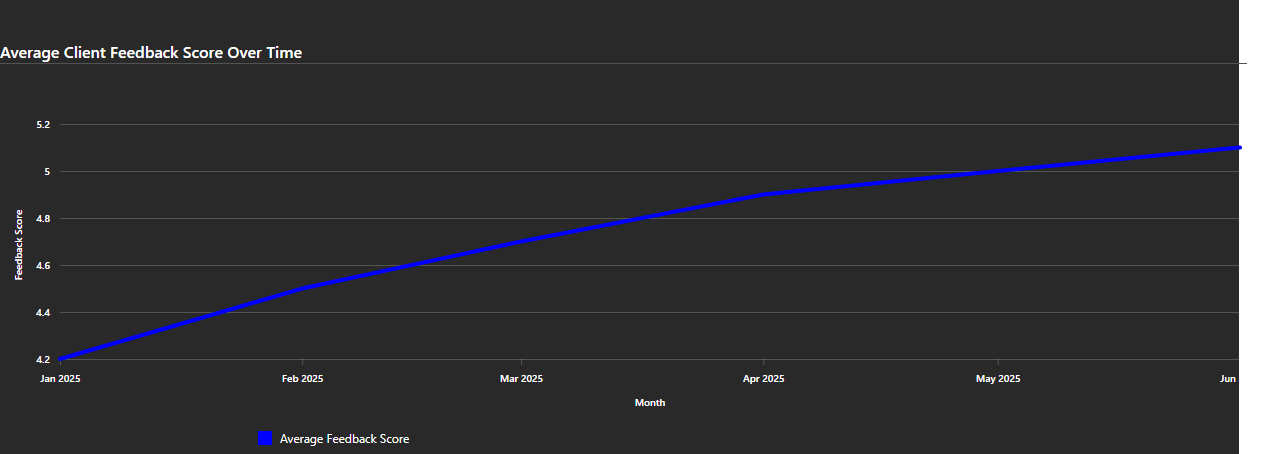 Average Client Feedback Score Over Time
5.2
5
4.8
4.6
4.4
4.2
Feedback Score
Jan 2025 Feb 2025 Mar 2025 Apr 2025 May 2025 Jun
Month
Average Feedback Score